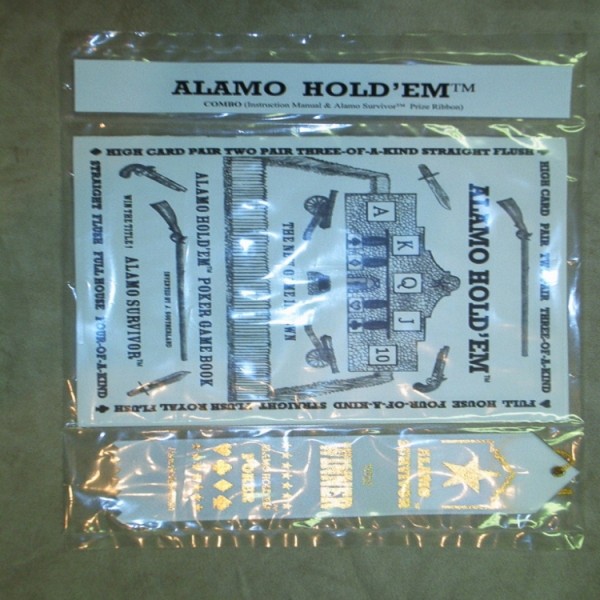 ALAMO HOLD'EM™
COMBO (Instruction Manual & Alamo Survivor™ Prize Ribbon)
HIGH CARD PAIR TWO PAIR THREE-OF-A-KIND STRAIGHT FLUSH
HIGH CARD PAIR TWO PAIR THREE-OF-A-KIND
FULL HOUSE FOUR-OF-A-KIND STRAIGHT FLUSH ROYAL FLUSH
STRAIGHT FLUSH FULL HOUSE FOUR-OF-A-KIND
ALAMO HOLD'EM™
A K Q J 10
ALAMO HOLD'EM™ POKER GAME BOOK
WIN THE TITLE!
ALAMO SURVIVOR™
ALAMO
SURVIVOR
WINNER
ALAMO HOLD'EM
POKER